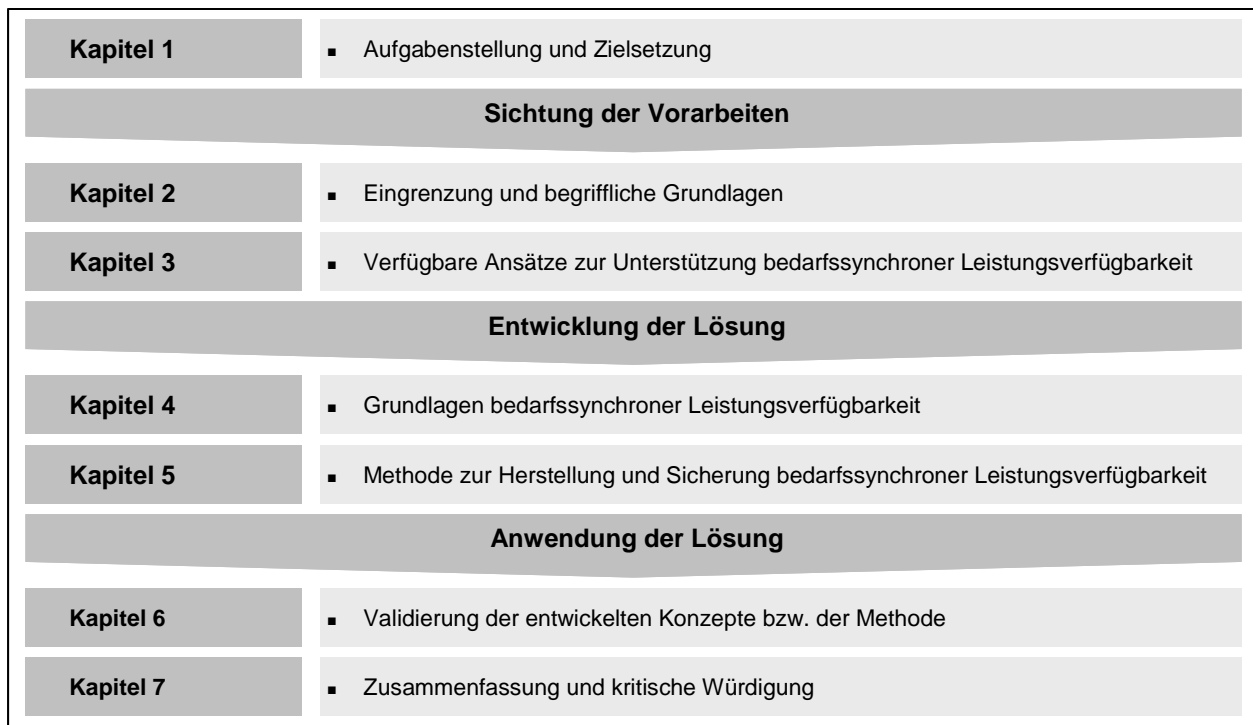 Kapitel 1 ▪ Aufgabenstellung und Zielsetzung
Sichtung der Vorarbeiten
Kapitel 2 ▪ Eingrenzung und begriffliche Grundlagen
Kapitel 3 ▪ Verfügbare Ansätze zur Unterstützung bedarfssynchroner Leistungsverfügbarkeit
Entwicklung der Lösung
Kapitel 4 ▪ Grundlagen bedarfssynchroner Leistungsverfügbarkeit
Kapitel 5 ▪ Methode zur Herstellung und Sicherung bedarfssynchroner Leistungsverfügbarkeit
Anwendung der Lösung
Kapitel 6 ▪ Validierung der entwickelten Konzepte bzw. der Methode
Kapitel 7 ▪ Zusammenfassung und kritische Würdigung